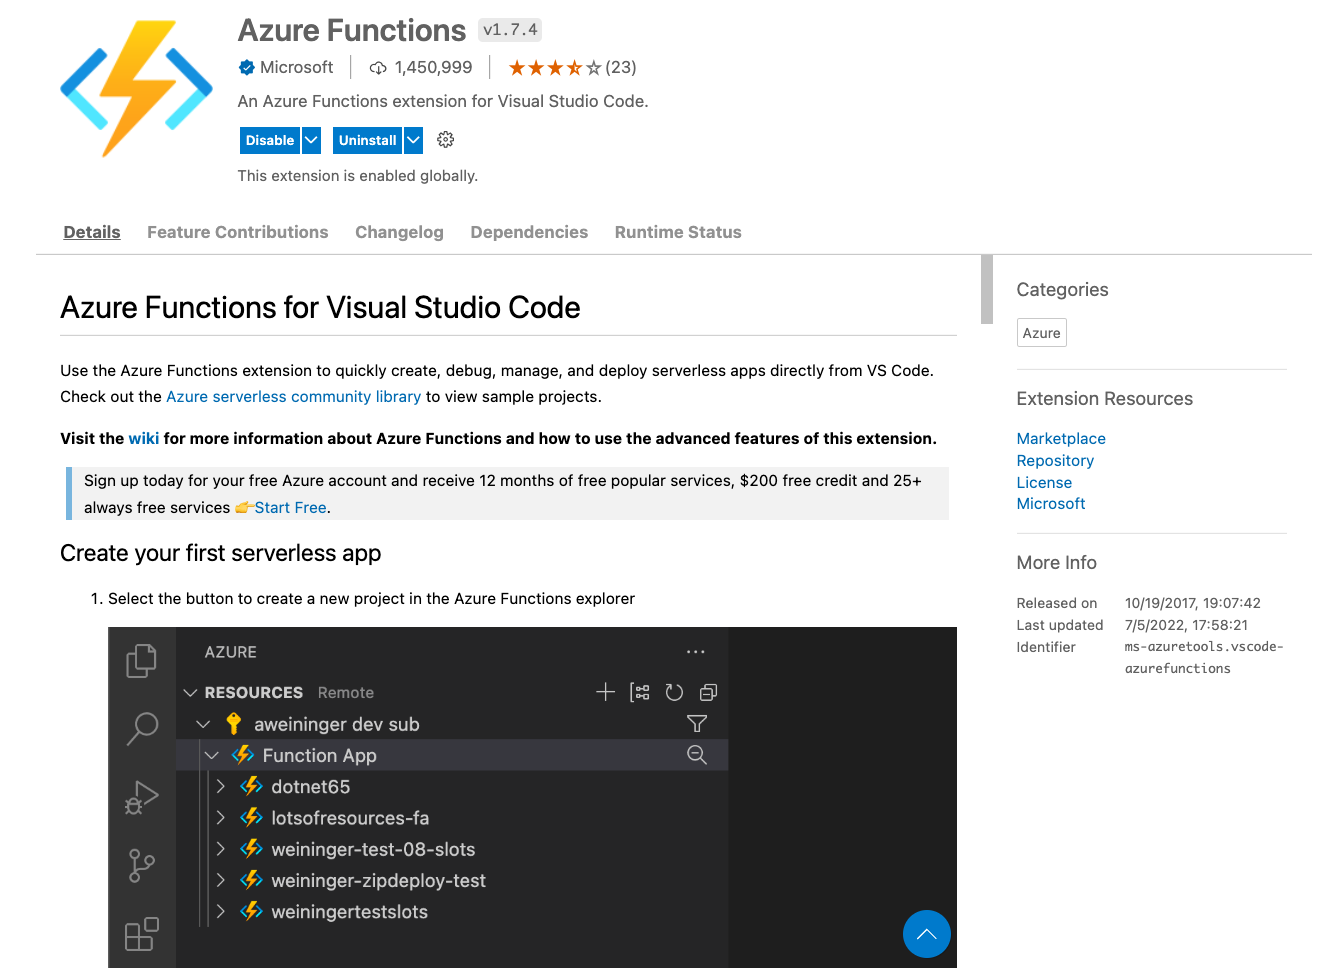 Azure Functions v1.7.4
Microsoft 1,450,999 (23)
An Azure Functions extension for Visual Studio Code.
Disable Uninstall
This extension is enabled globally.
Details Feature Contributions Changelog Dependencies Runtime Status
Azure Functions for Visual Studio Code
Use the Azure Functions extension to quickly create, debug, manage, and deploy serverless apps directly from VS Code.
Check out the Azure serverless community library to view sample projects.
Visit the wiki for more information about Azure Functions and how to use the advanced features of this extension.
Sign up today for your free Azure account and receive 12 months of free popular services, $200 free credit and 25+
always free services 👉Start Free.
Create your first serverless app
1. Select the button to create a new project in the Azure Functions explorer
AZURE
RESOURCES Remote
aweininger dev sub
Function App
dotnet65
lotsofresources-fa
weininger-test-08-slots
weininger-zipdeploy-test
weiningertestslots
Categories
Azure
Extension Resources
Marketplace
Repository
License
Microsoft
More Info
Released on 10/19/2017, 19:07:42
Last updated 7/5/2022, 17:58:21
Identifier ms-azuretools.vscode-
azurefunctions